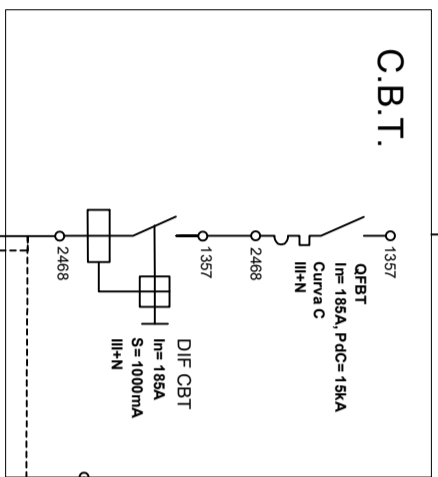 C.B.T.
1357
QFBT
In= 185A, PdC= 15kA
Curva C
III+N
2468
1357
DIF CBT
In= 185A
S= 1000mA
III+N
2468